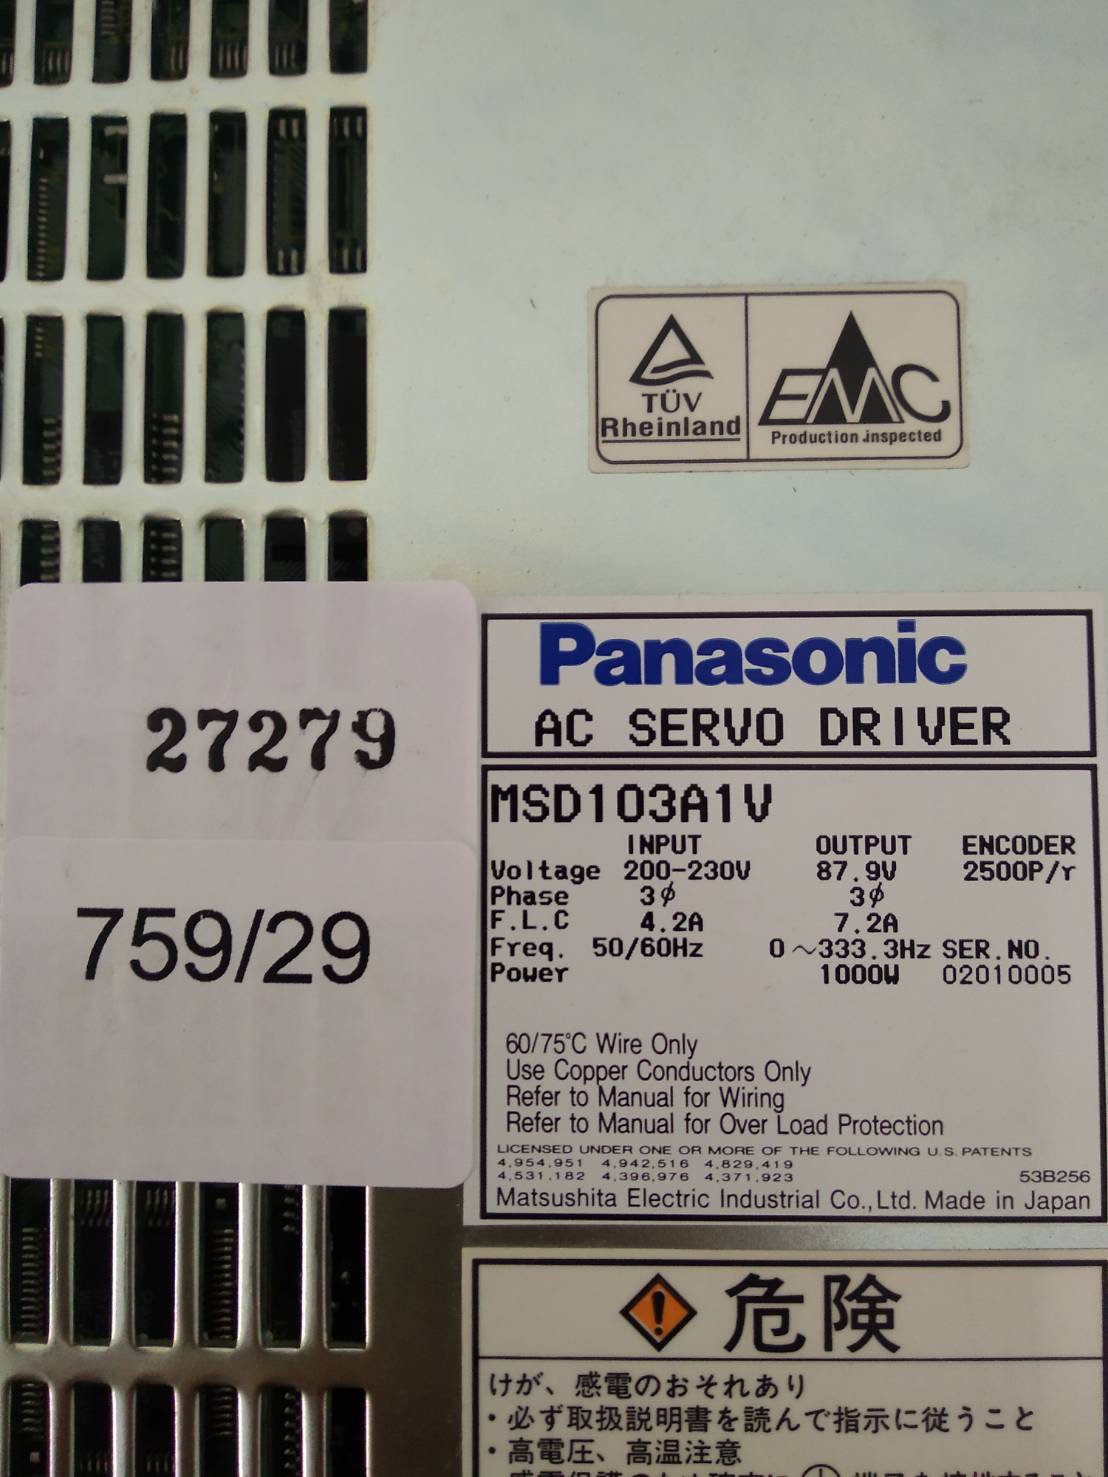 TÜV
Rheinland
EMC
Production inspected
27279
759/29
Panasonic
AC SERVO DRIVER
MSD103A1V
INPUT OUTPUT ENCODER
Voltage 200-230V 87.9V 2500P/r
Phase 3φ 3φ
F.L.C 4.2A 7.2A
Freq. 50/60Hz 0～333.3Hz SER.NO.
Power 1000W 02010005
60/75°C Wire Only
Use Copper Conductors Only
Refer to Manual for Wiring
Refer to Manual for Over Load Protection
LICENSED UNDER ONE OR MORE OF THE FOLLOWING U.S. PATENTS
4,954,951 4,942,516 4,829,419
4,531,182 4,396,976 4,371,923 53B256
Matsushita Electric Industrial Co.,Ltd. Made in Japan
危険
けが、感電のおそれあり
・必ず取扱説明書を読んで指示に従うこと
・高電圧、高温注意